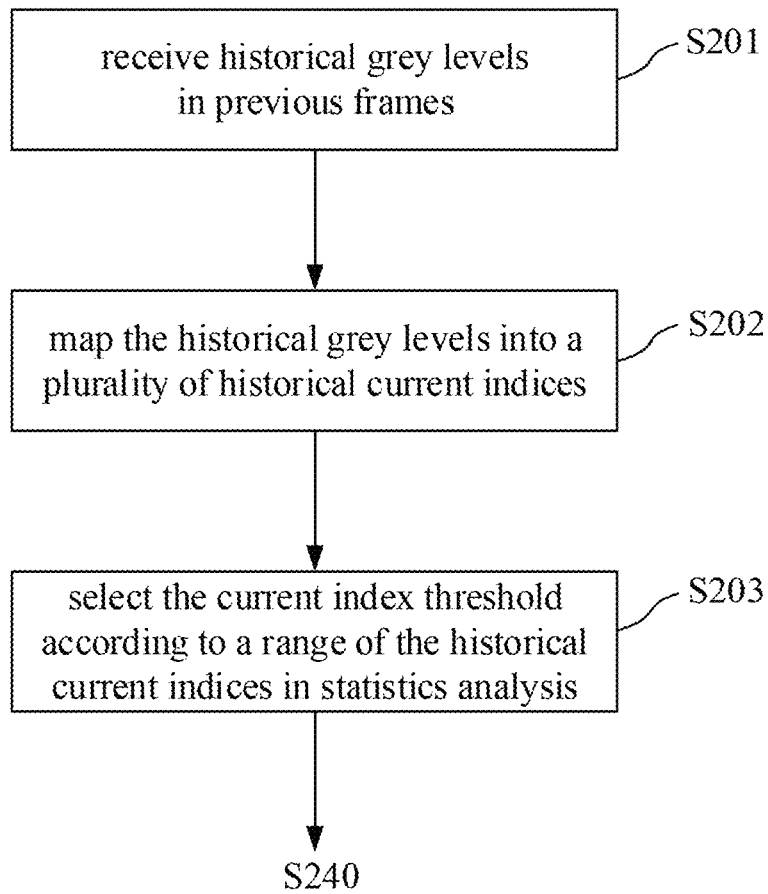 receive historical grey levels
in previous frames
S201
map the historical grey levels into a
plurality of historical current indices
S202
select the current index threshold
according to a range of the historical
current indices in statistics analysis
S203
S240